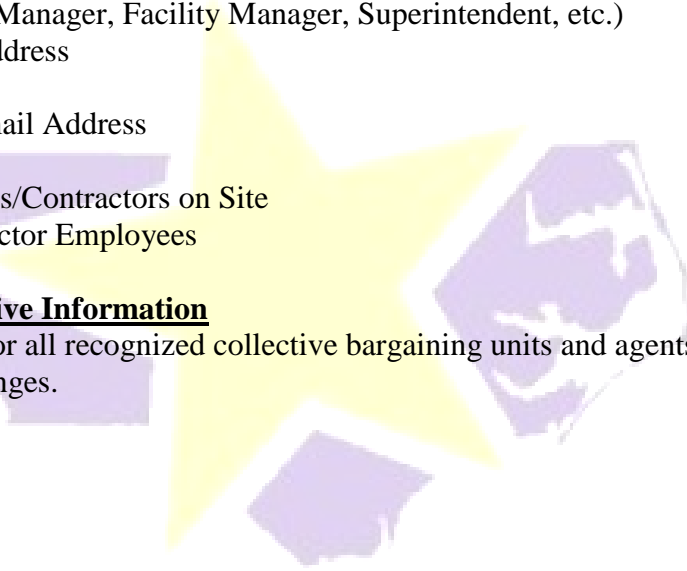 Manager, Facility Manager, Superintendent, etc.)
ddress
ail Address
s/Contractors on Site
ctor Employees
ive Information
or all recognized collective bargaining units and agents
nges.